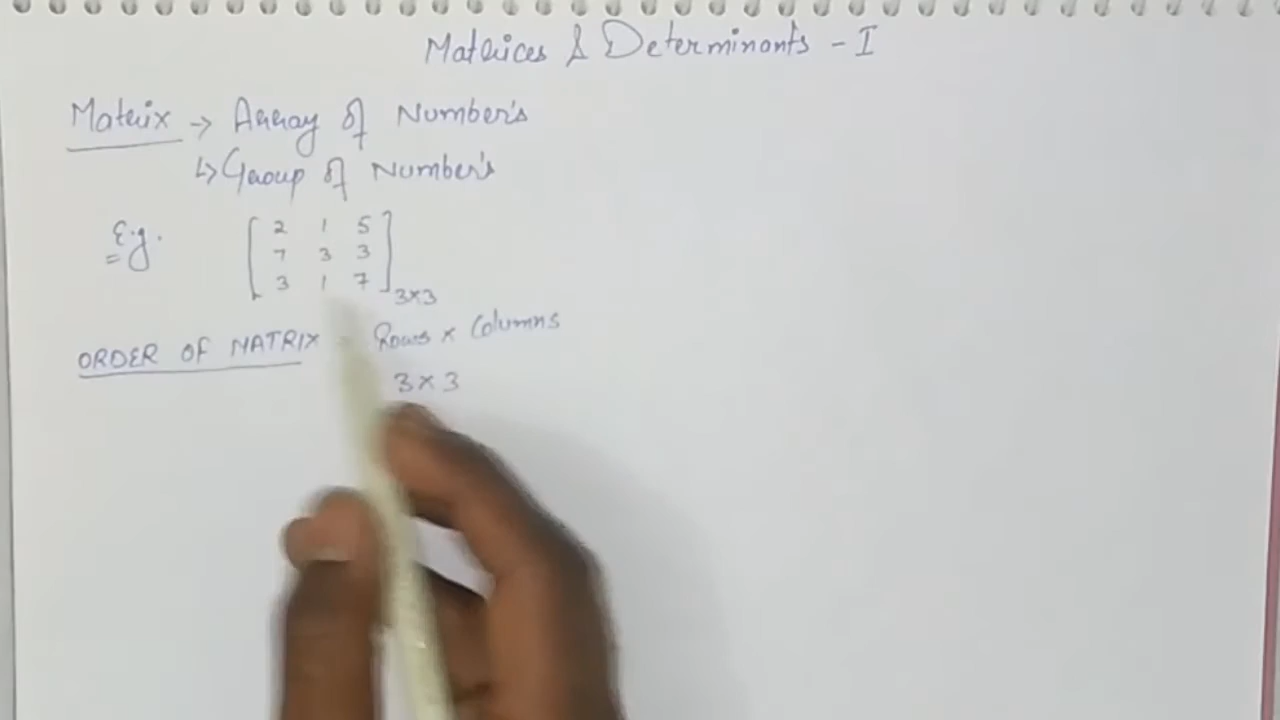 Matrices & Determinants - I
Matrix → Array of Number's
↳ Group of Number's
E.g.
2 1 5
7 3 3
3 1 7
3×3
ORDER OF MATRIX Rows × Columns
3×3